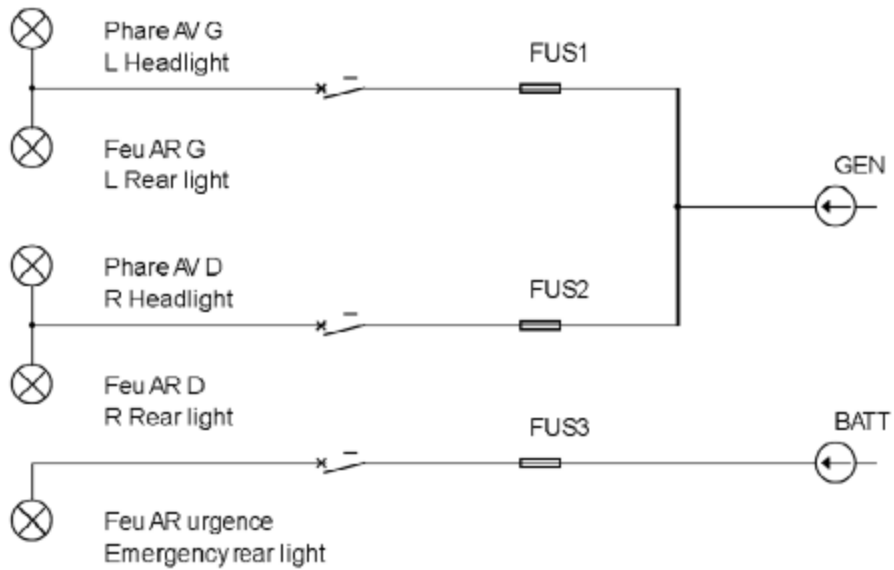 Phare AV G
L Headlight
FUS1
Feu AR G
L Rear light
GEN
Phare AV D
R Headlight
FUS2
Feu AR D
R Rear light
FUS3
BATT
Feu AR urgence
Emergency rear light